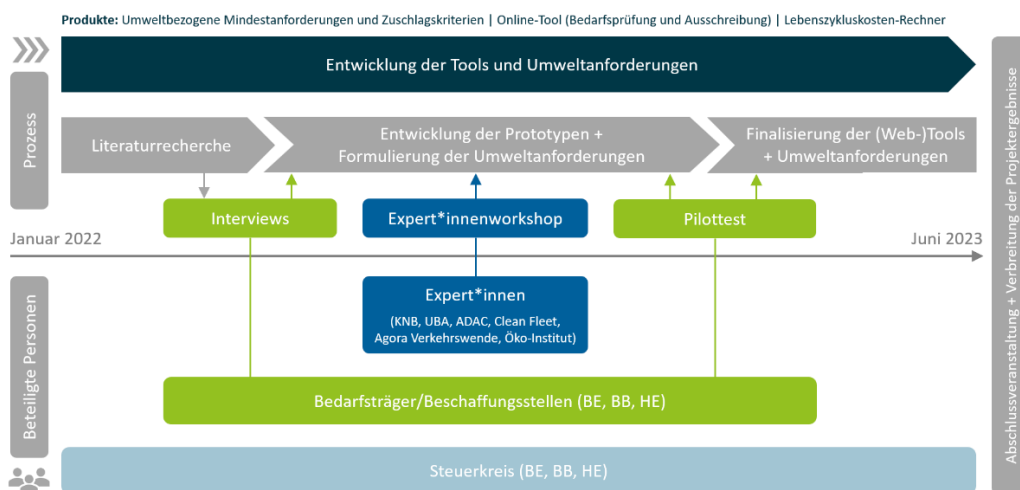 Produkte: Umweltbezogene Mindestanforderungen und Zuschlagskriterien | Online-Tool (Bedarfsprüfung und Ausschreibung) | Lebenszykluskosten-Rechner
Entwicklung der Tools und Umweltanforderungen
Prozess
Literaturrecherche
Entwicklung der Prototypen +
Formulierung der Umweltanforderungen
Finalisierung der (Web-)Tools
+ Umweltanforderungen
Interviews
Expert*innenworkshop
Pilottest
Januar 2022
Juni 2023
Beteiligte Personen
Expert*innen
(KNB, UBA, ADAC, Clean Fleet,
Agora Verkehrswende, Öko-Institut)
Bedarfsträger/Beschaffungsstellen (BE, BB, HE)
Steuerkreis (BE, BB, HE)
Abschlussveranstaltung + Verbreitung der Projektergebnisse